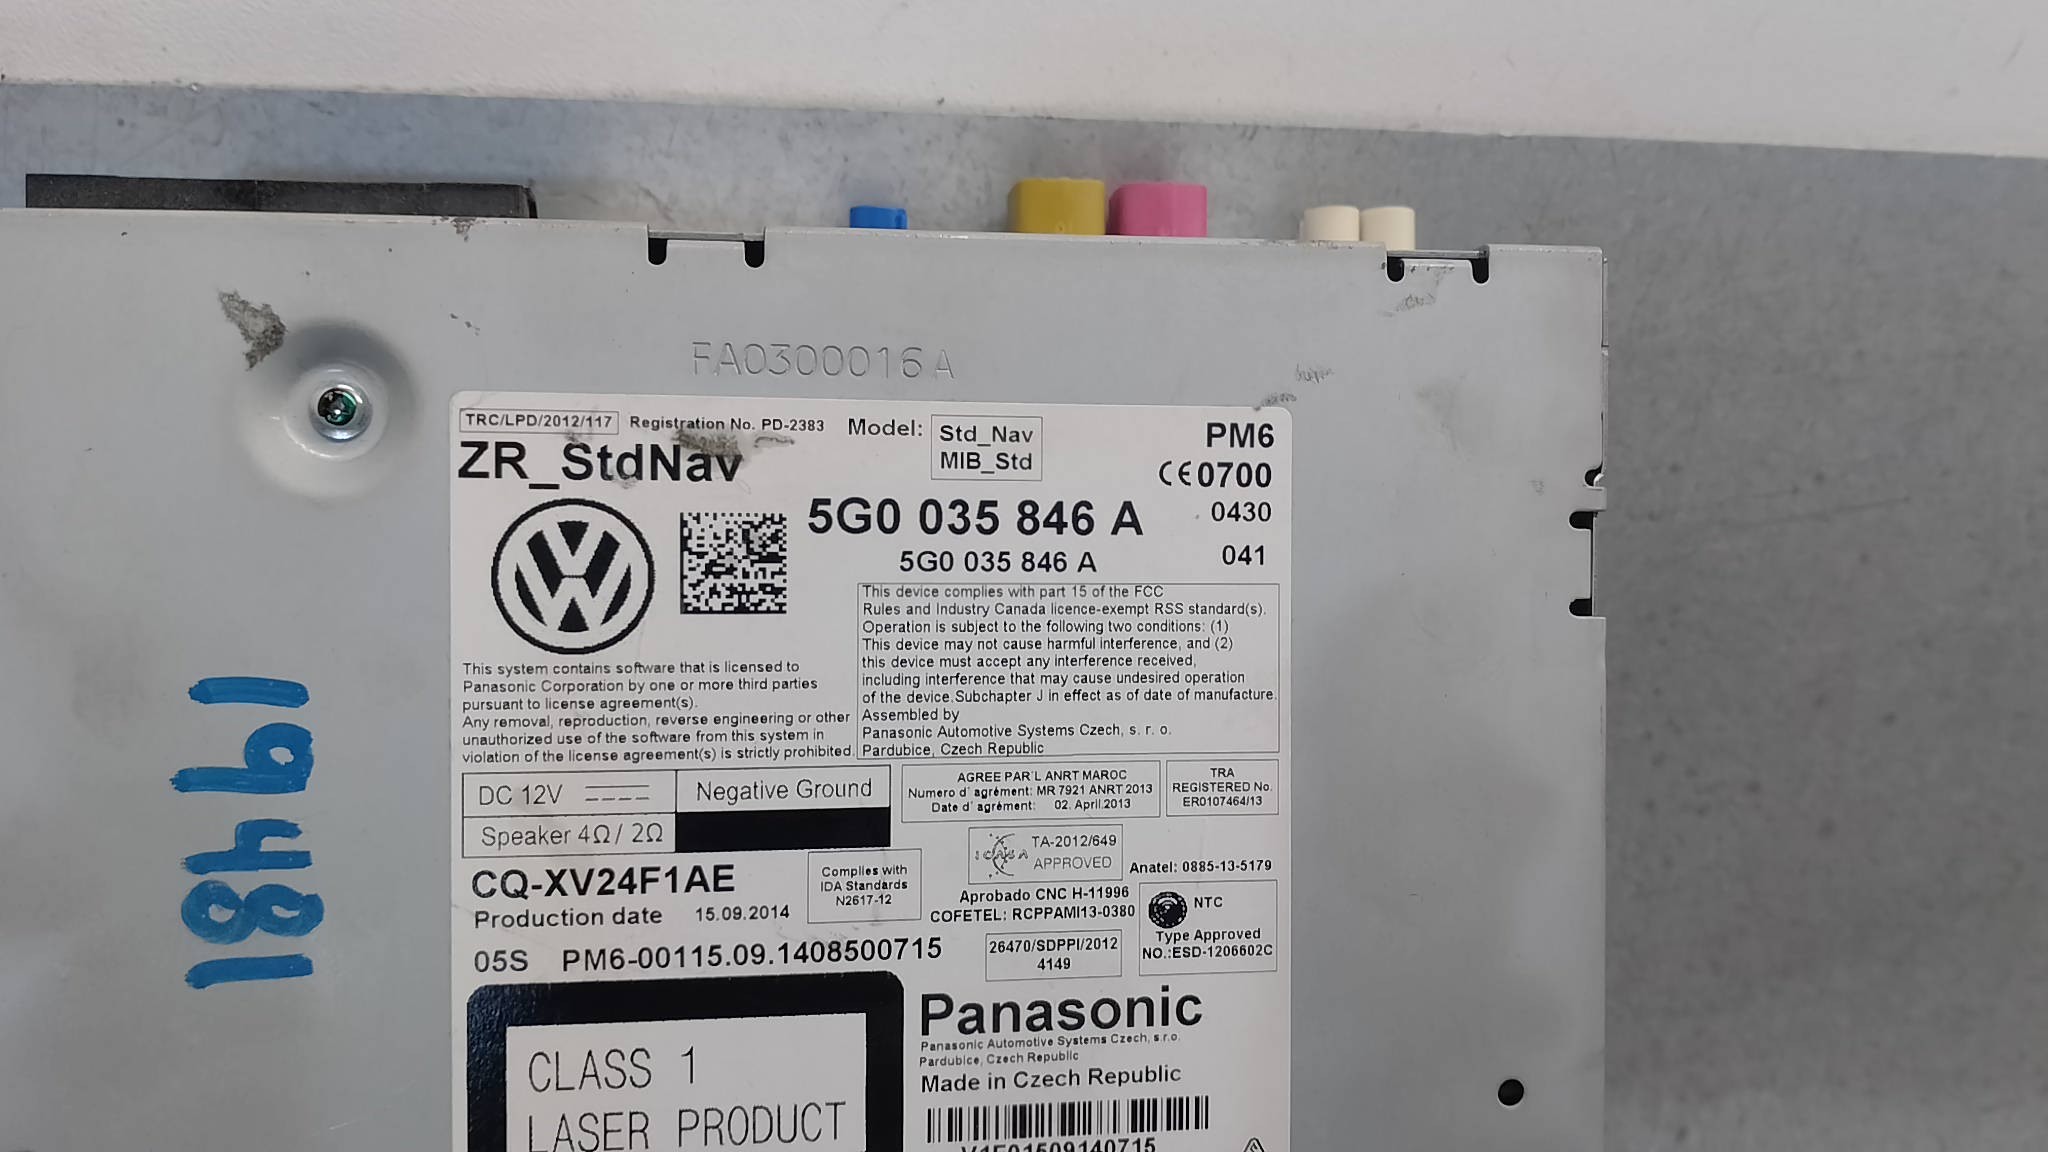 FA0300016A
TRC/LPD/2012/117
Registration No. PD-2383
Model:
Std_Nav
MIB_Std
PM6
CE0700
0430
041
ZR_StdNav
5G0 035 846 A
5G0 035 846 A
This device complies with part 15 of the FCC
Rules and Industry Canada licence-exempt RSS standard(s).
Operation is subject to the following two conditions: (1)
This device may not cause harmful interference, and (2)
this device must accept any interference received,
including interference that may cause undesired operation
of the device.Subchapter J in effect as of date of manufacture.
Assembled by
Panasonic Automotive Systems Czech, s. r. o.
Pardubice, Czech Republic
This system contains software that is licensed to
Panasonic Corporation by one or more third parties
pursuant to license agreement(s).
Any removal, reproduction, reverse engineering or other
unauthorized use of the software from this system in
violation of the license agreement(s) is strictly prohibited.
DC 12V
Negative Ground
Speaker 4Ω / 2Ω
AGREE PAR'L ANRT MAROC
Numero d' agrément: MR 7921 ANRT 2013
Date d' agrément: 02. April.2013
TRA
REGISTERED No.
ER0107464/13
TA-2012/649
APPROVED
Anatel: 0885-13-5179
CQ-XV24F1AE
Production date 15.09.2014
Complies with
IDA Standards
N2617-12
Aprobado CNC H-11996
COFETEL: RCPPAMI13-0380
NTC
Type Approved
NO.:ESD-1206602C
05S PM6-00115.09.1408500715
26470/SDPPI/2012
4149
CLASS 1
LASER PRODUCT
Panasonic
Panasonic Automotive Systems Czech, s.r.o.
Pardubice, Czech Republic
Made in Czech Republic